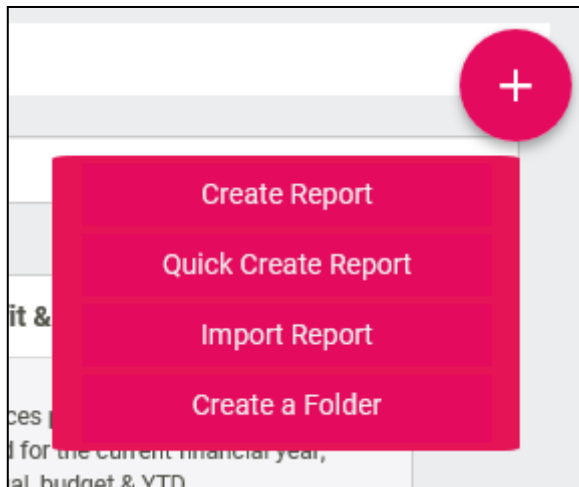 +
Create Report
Quick Create Report
it &
Import Report
Create a Folder
ces
d for the current financial year,
al, budget & YTD